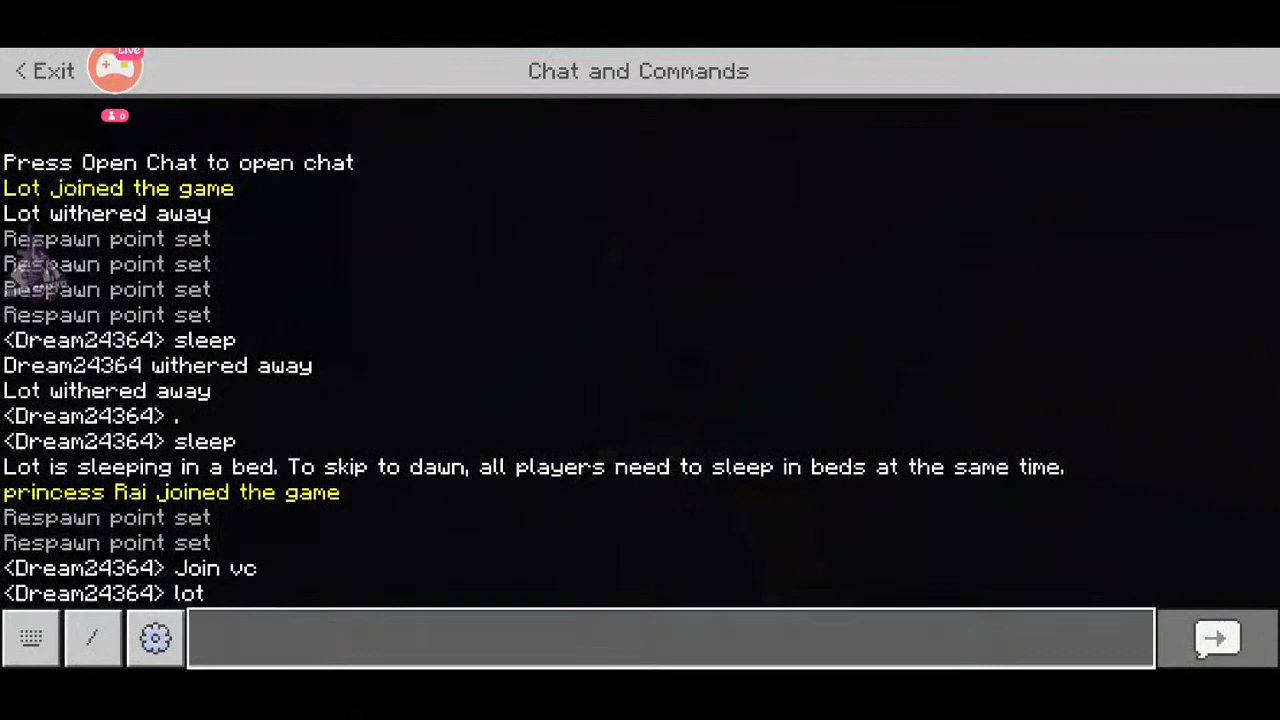 < Exit
Live
Chat and Commands
0
Press Open Chat to open chat
Lot joined the game
Lot withered away
Respawn point set
Respawn point set
Respawn point set
Respawn point set
<Dream24364> sleep
Dream24364 withered away
Lot withered away
<Dream24364> .
<Dream24364> sleep
Lot is sleeping in a bed. To skip to dawn, all players need to sleep in beds at the same time.
princess Rai joined the game
Respawn point set
Respawn point set
<Dream24364> Join vc
<Dream24364> lot
/